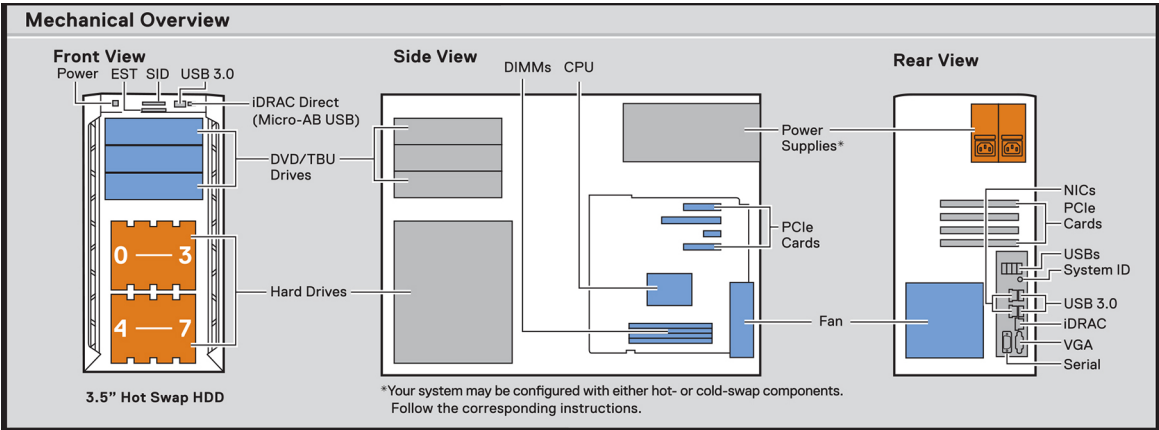 Mechanical Overview
Front View
Power EST SID USB 3.0
iDRAC Direct
(Micro-AB USB)
DVD/TBU
Drives
0 — 3
Hard Drives
4 — 7
3.5” Hot Swap HDD
Side View
DIMMs CPU
Power
Supplies*
PCIe
Cards
Fan
*Your system may be configured with either hot- or cold-swap components.
Follow the corresponding instructions.
Rear View
NICs
PCIe
Cards
USBs
System ID
USB 3.0
iDRAC
VGA
Serial